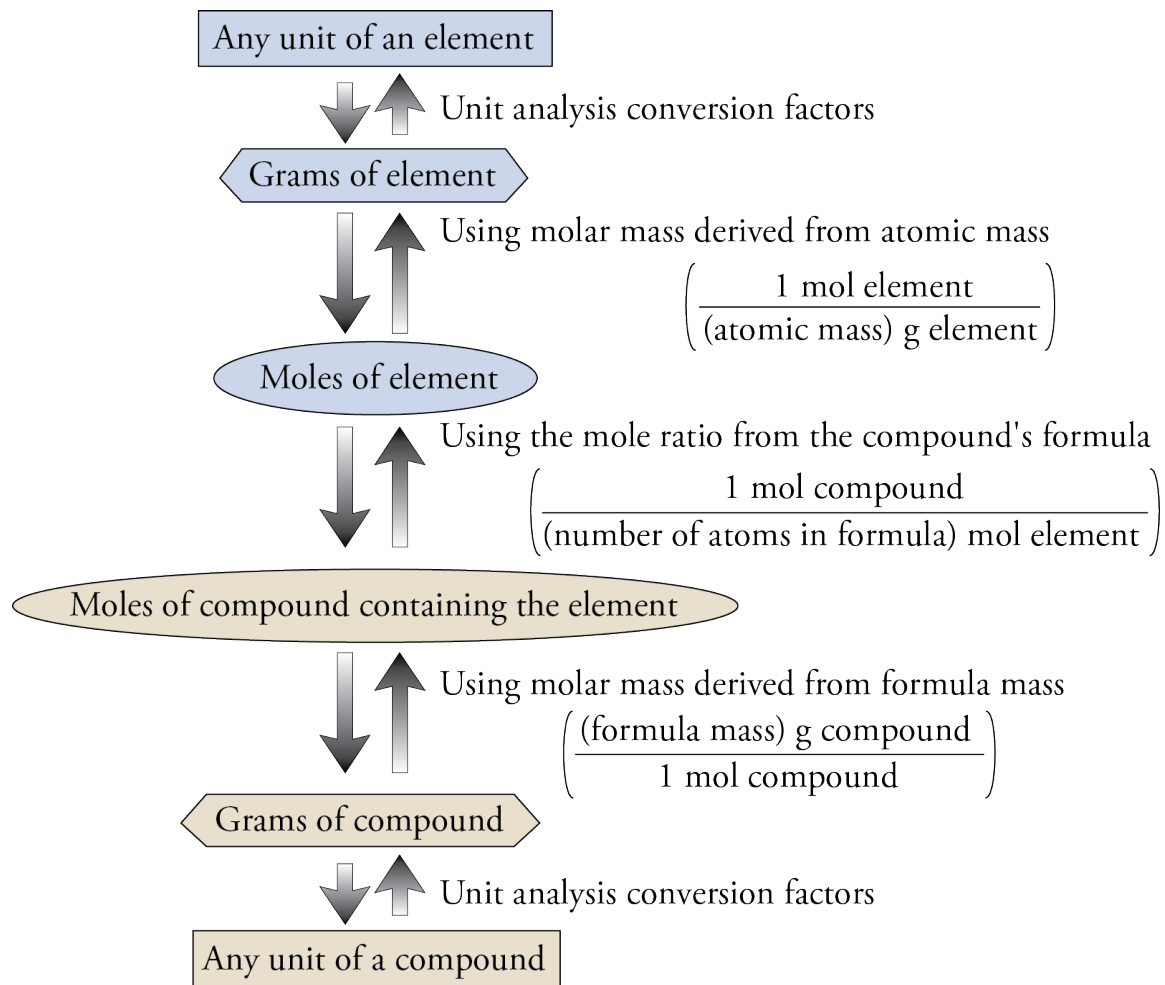 Any unit of an element
Unit analysis conversion factors
Grams of element
Using molar mass derived from atomic mass
1 mol element
(atomic mass) g element
Moles of element
Using the mole ratio from the compound's formula
1 mol compound
(number of atoms in formula) mol element
Moles of compound containing the element
Using molar mass derived from formula mass
(formula mass) g compound
1 mol compound
Grams of compound
Unit analysis conversion factors
Any unit of a compound